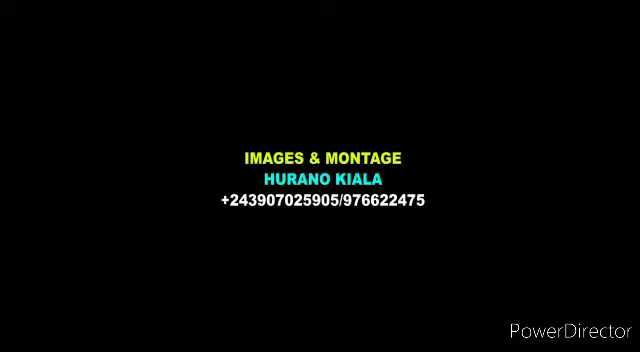 IMAGES & MONTAGE
HURANO KIALA
+243907025905/976622475
PowerDirector